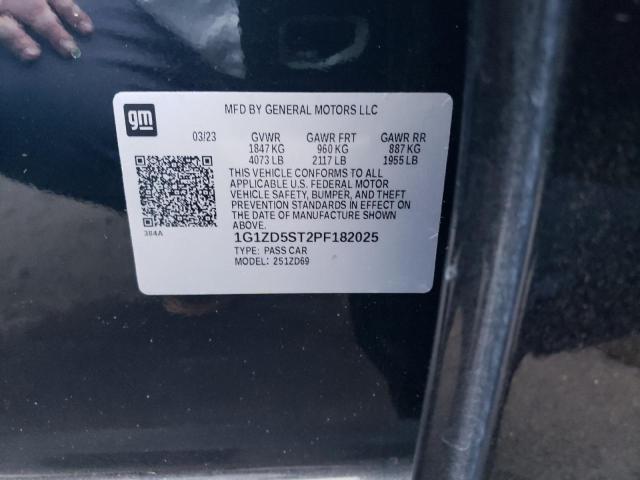 gm
MFD BY GENERAL MOTORS LLC
03/23 GVWR GAWR FRT GAWR RR
1847 KG 960 KG 887 KG
4073 LB 2117 LB 1955 LB
THIS VEHICLE CONFORMS TO ALL
APPLICABLE U.S. FEDERAL MOTOR
VEHICLE SAFETY, BUMPER, AND THEFT
PREVENTION STANDARDS IN EFFECT ON
THE DATE OF MANUFACTURE SHOWN
ABOVE.
384A
1G1ZD5ST2PF182025
TYPE: PASS CAR
MODEL: 251ZD69